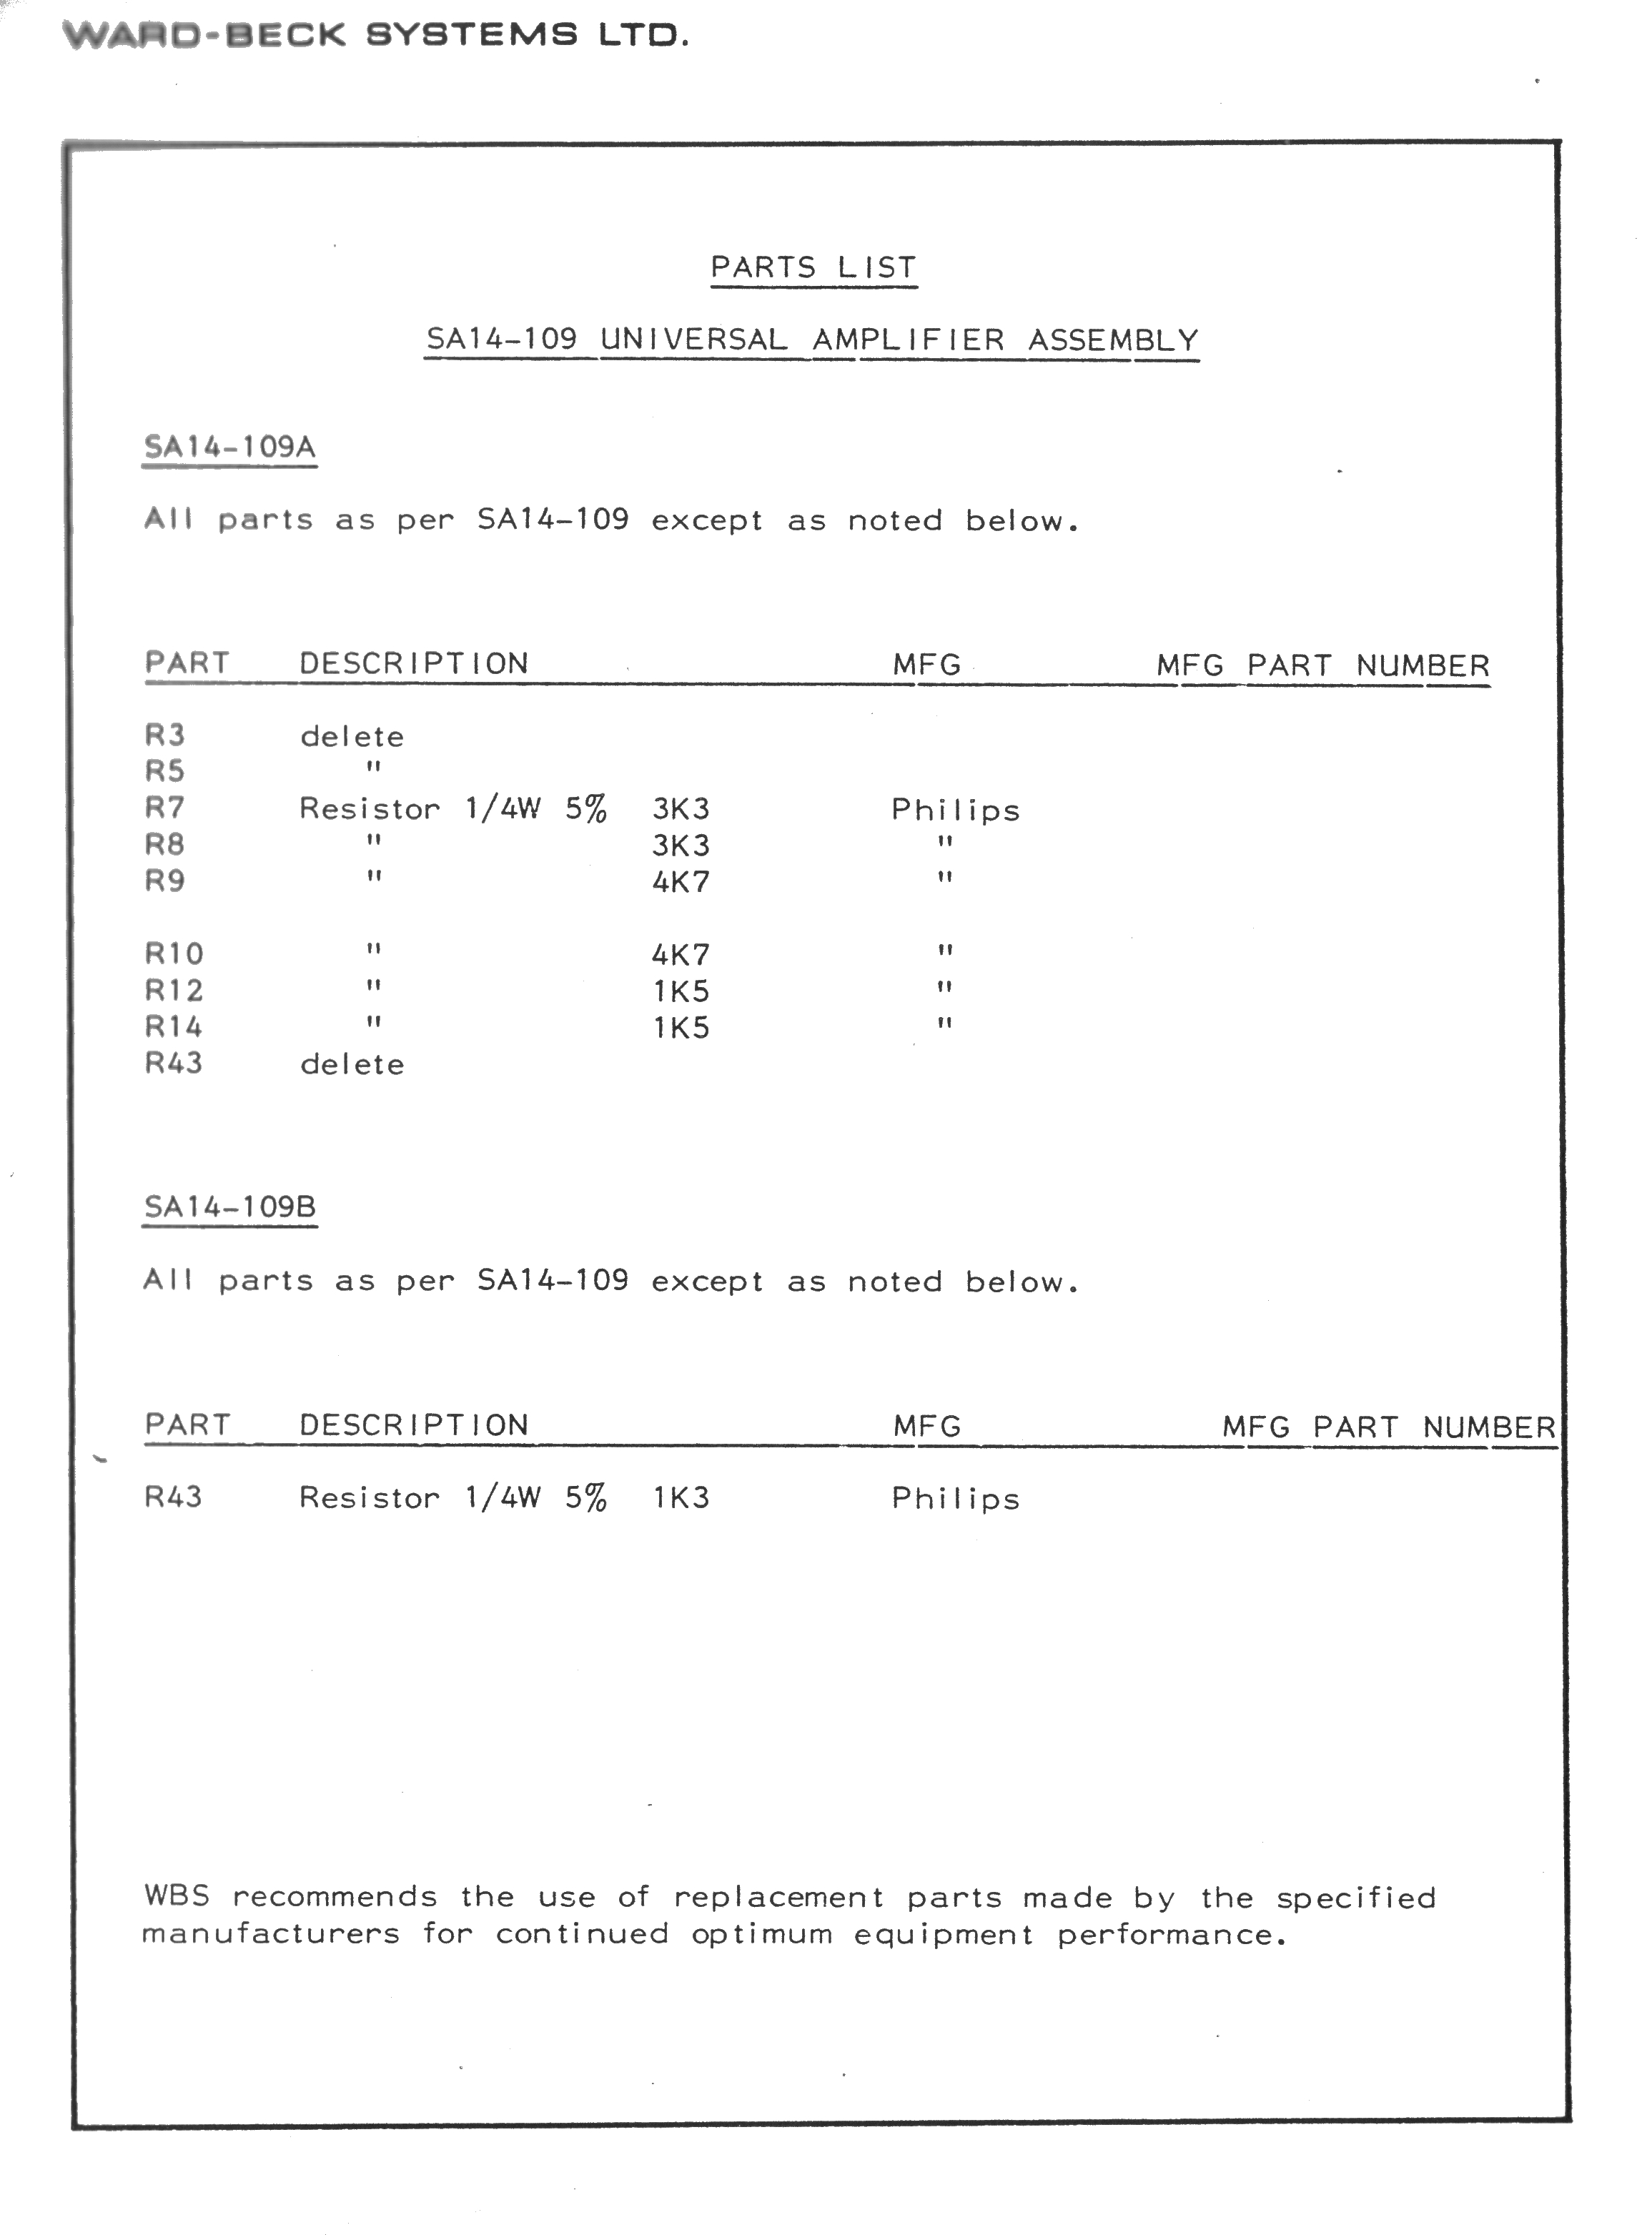 WARD-BECK SYSTEMS LTD.
PARTS LIST
SA14-109 UNIVERSAL AMPLIFIER ASSEMBLY
SA14-109A
All parts as per SA14-109 except as noted below.
PART DESCRIPTION MFG MFG PART NUMBER
R3 delete
R5 "
R7 Resistor 1/4W 5% 3K3 Philips
R8 " 3K3 "
R9 " 4K7 "
R10 " 4K7 "
R12 " 1K5 "
R14 " 1K5 "
R43 delete
SA14-109B
All parts as per SA14-109 except as noted below.
PART DESCRIPTION MFG MFG PART NUMBER
R43 Resistor 1/4W 5% 1K3 Philips
WBS recommends the use of replacement parts made by the specified
manufacturers for continued optimum equipment performance.